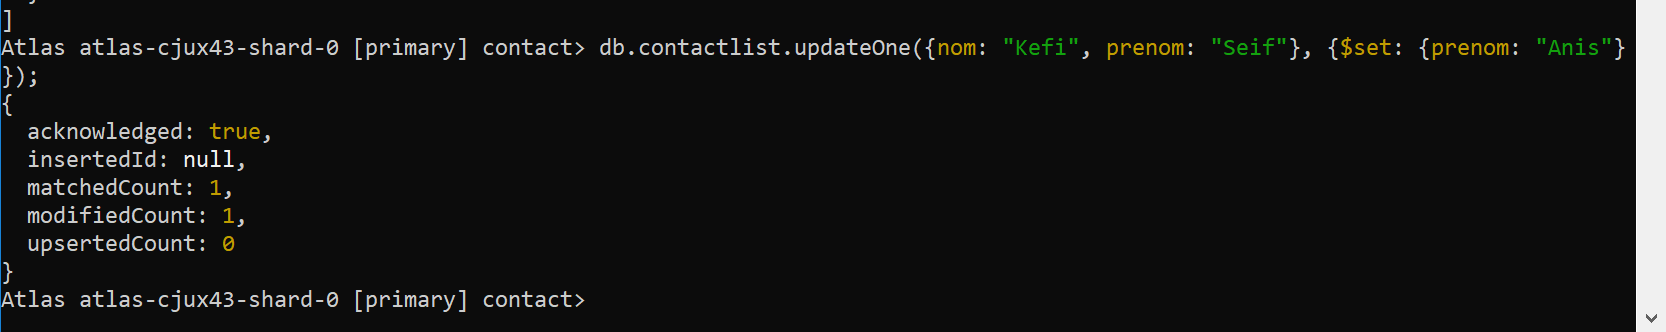 ]
Atlas atlas-cjux43-shard-0 [primary] contact> db.contactlist.updateOne({nom: "Kefi", prenom: "Seif"}, {$set: {prenom: "Anis"}
});
{
  acknowledged: true,
  insertedId: null,
  matchedCount: 1,
  modifiedCount: 1,
  upsertedCount: 0
}
Atlas atlas-cjux43-shard-0 [primary] contact>